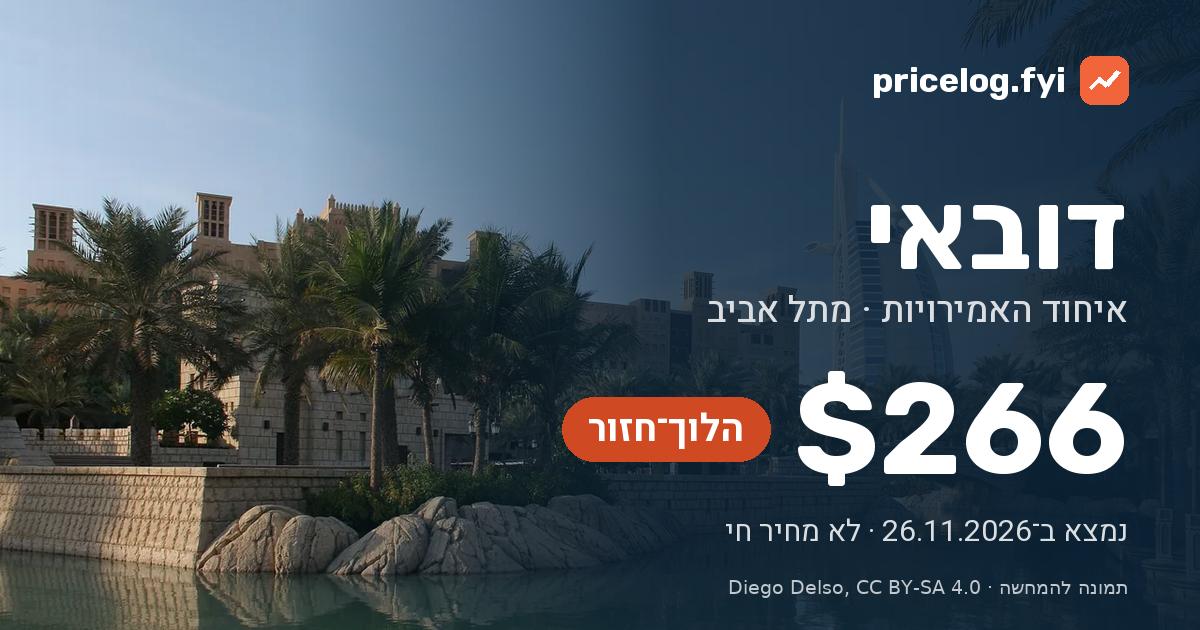 pricelog.fyi
דובאי
איחוד האמירויות · מתל אביב
$266 הלוך־חזור
נמצא ב־26.11.2026 · לא מחיר חי
תמונה להמחשה · Diego Delso, CC BY-SA 4.0